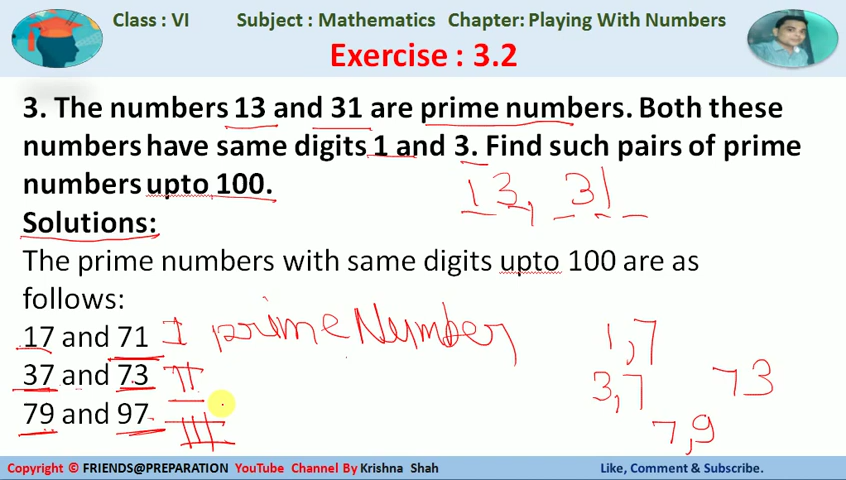 Class : VI Subject : Mathematics Chapter: Playing With Numbers
Exercise : 3.2
3. The numbers 13 and 31 are prime numbers. Both these
numbers have same digits 1 and 3. Find such pairs of prime
numbers upto 100.
13, 31
Solutions:
The prime numbers with same digits upto 100 are as
follows:
17 and 71 I prime Number 1,7
37 and 73 II 3,7 73
79 and 97 III 7,9
Copyright © FRIENDS@PREPARATION YouTube Channel By Krishna Shah Like, Comment & Subscribe.